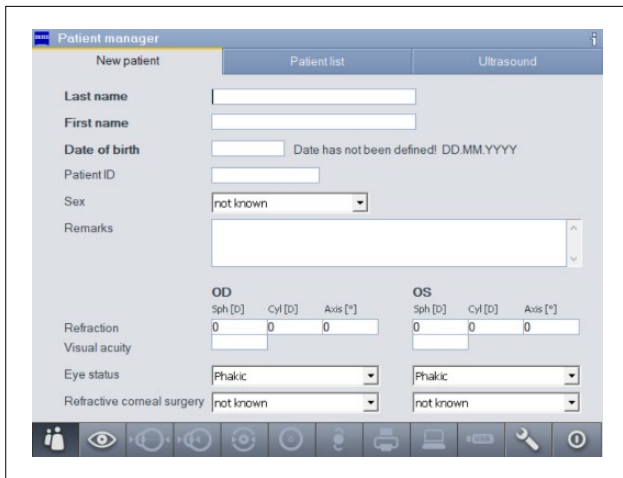 ZEISS
Patient manager
New patient Patient list Ultrasound
Last name
First name
Date of birth Date has not been defined! DD.MM.YYYY
Patient ID
Sex not known
Remarks
OD OS
Sph [D] Cyl [D] Axis [°] Sph [D] Cyl [D] Axis [°]
Refraction 0 0 0 0 0 0
Visual acuity
Eye status Phakic Phakic
Refractive corneal surgery not known not known